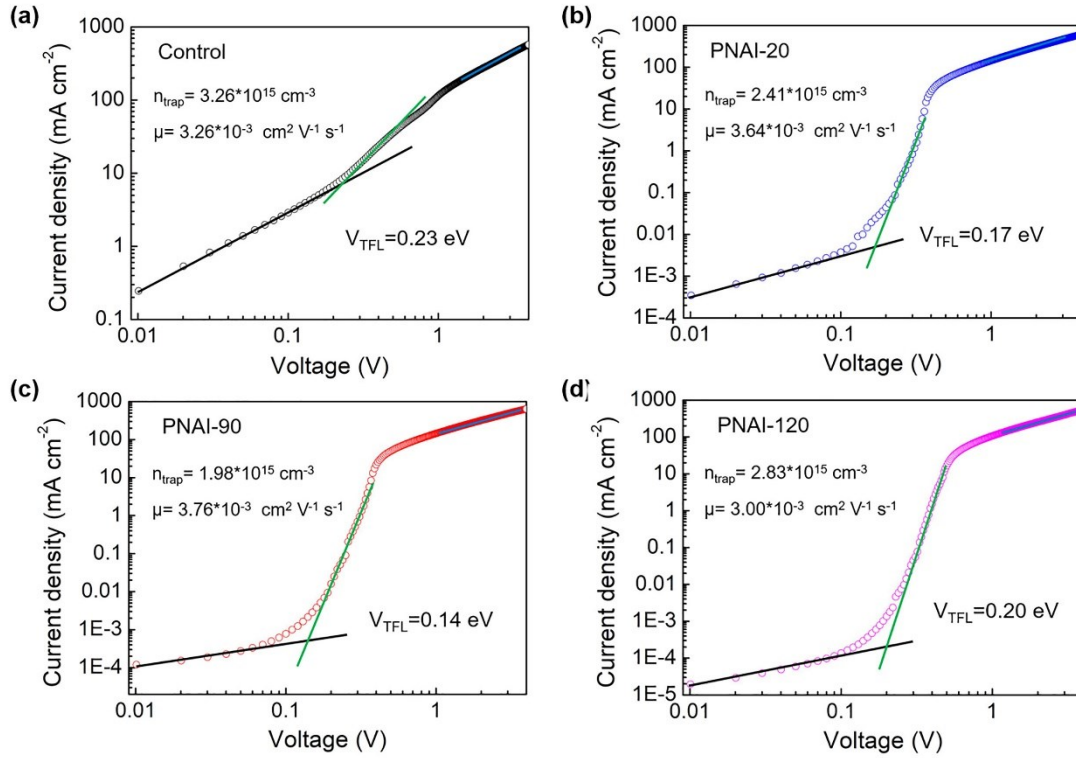 (a)
Control
n_trap= 3.26*10^15 cm^-3
μ= 3.26*10^-3 cm^2 V^-1 s^-1
V_TFL=0.23 eV
1000
100
10
1
0.1
0.01
0.1
1
Current density (mA cm^-2)
Voltage (V)
(b)
PNAI-20
n_trap= 2.41*10^15 cm^-3
μ= 3.64*10^-3 cm^2 V^-1 s^-1
V_TFL=0.17 eV
1000
100
10
1
0.1
0.01
1E-3
1E-4
0.01
0.1
1
Current density (mA cm^-2)
Voltage (V)
(c)
PNAI-90
n_trap= 1.98*10^15 cm^-3
μ= 3.76*10^-3 cm^2 V^-1 s^-1
V_TFL=0.14 eV
1000
100
10
1
0.1
0.01
1E-3
1E-4
0.01
0.1
1
Current density (mA cm^-2)
Voltage (V)
(d)
PNAI-120
n_trap= 2.83*10^15 cm^-3
μ= 3.00*10^-3 cm^2 V^-1 s^-1
V_TFL=0.20 eV
1000
100
10
1
0.1
0.01
1E-3
1E-4
1E-5
0.01
0.1
1
Current density (mA cm^-2)
Voltage (V)